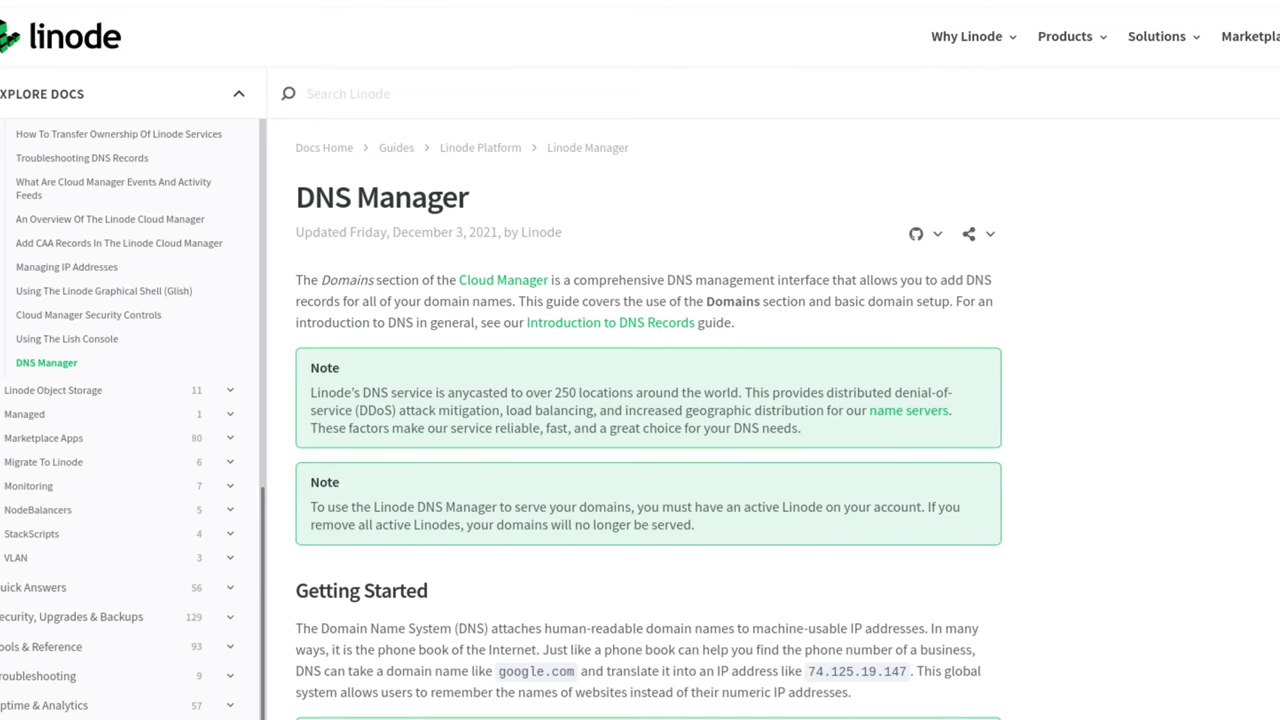 linode
Why Linode
Products
Solutions
Marketpla
XPLORE DOCS
Search Linode
How To Transfer Ownership Of Linode Services
Troubleshooting DNS Records
What Are Cloud Manager Events And Activity
Feeds
An Overview Of The Linode Cloud Manager
Add CAA Records In The Linode Cloud Manager
Managing IP Addresses
Using The Linode Graphical Shell (Glish)
Cloud Manager Security Controls
Using The Lish Console
DNS Manager
Linode Object Storage 11
Managed 1
Marketplace Apps 80
Migrate To Linode 6
Monitoring 7
NodeBalancers 5
StackScripts 4
VLAN 3
uick Answers 56
ecurity, Upgrades & Backups 129
ools & Reference 93
roubleshooting 9
ptime & Analytics 57
Docs Home > Guides > Linode Platform > Linode Manager
DNS Manager
Updated Friday, December 3, 2021, by Linode
The Domains section of the Cloud Manager is a comprehensive DNS management interface that allows you to add DNS
records for all of your domain names. This guide covers the use of the Domains section and basic domain setup. For an
introduction to DNS in general, see our Introduction to DNS Records guide.
Note
Linode's DNS service is anycasted to over 250 locations around the world. This provides distributed denial-of-
service (DDoS) attack mitigation, load balancing, and increased geographic distribution for our name servers.
These factors make our service reliable, fast, and a great choice for your DNS needs.
Note
To use the Linode DNS Manager to serve your domains, you must have an active Linode on your account. If you
remove all active Linodes, your domains will no longer be served.
Getting Started
The Domain Name System (DNS) attaches human-readable domain names to machine-usable IP addresses. In many
ways, it is the phone book of the Internet. Just like a phone book can help you find the phone number of a business,
DNS can take a domain name like google.com and translate it into an IP address like 74.125.19.147. This global
system allows users to remember the names of websites instead of their numeric IP addresses.